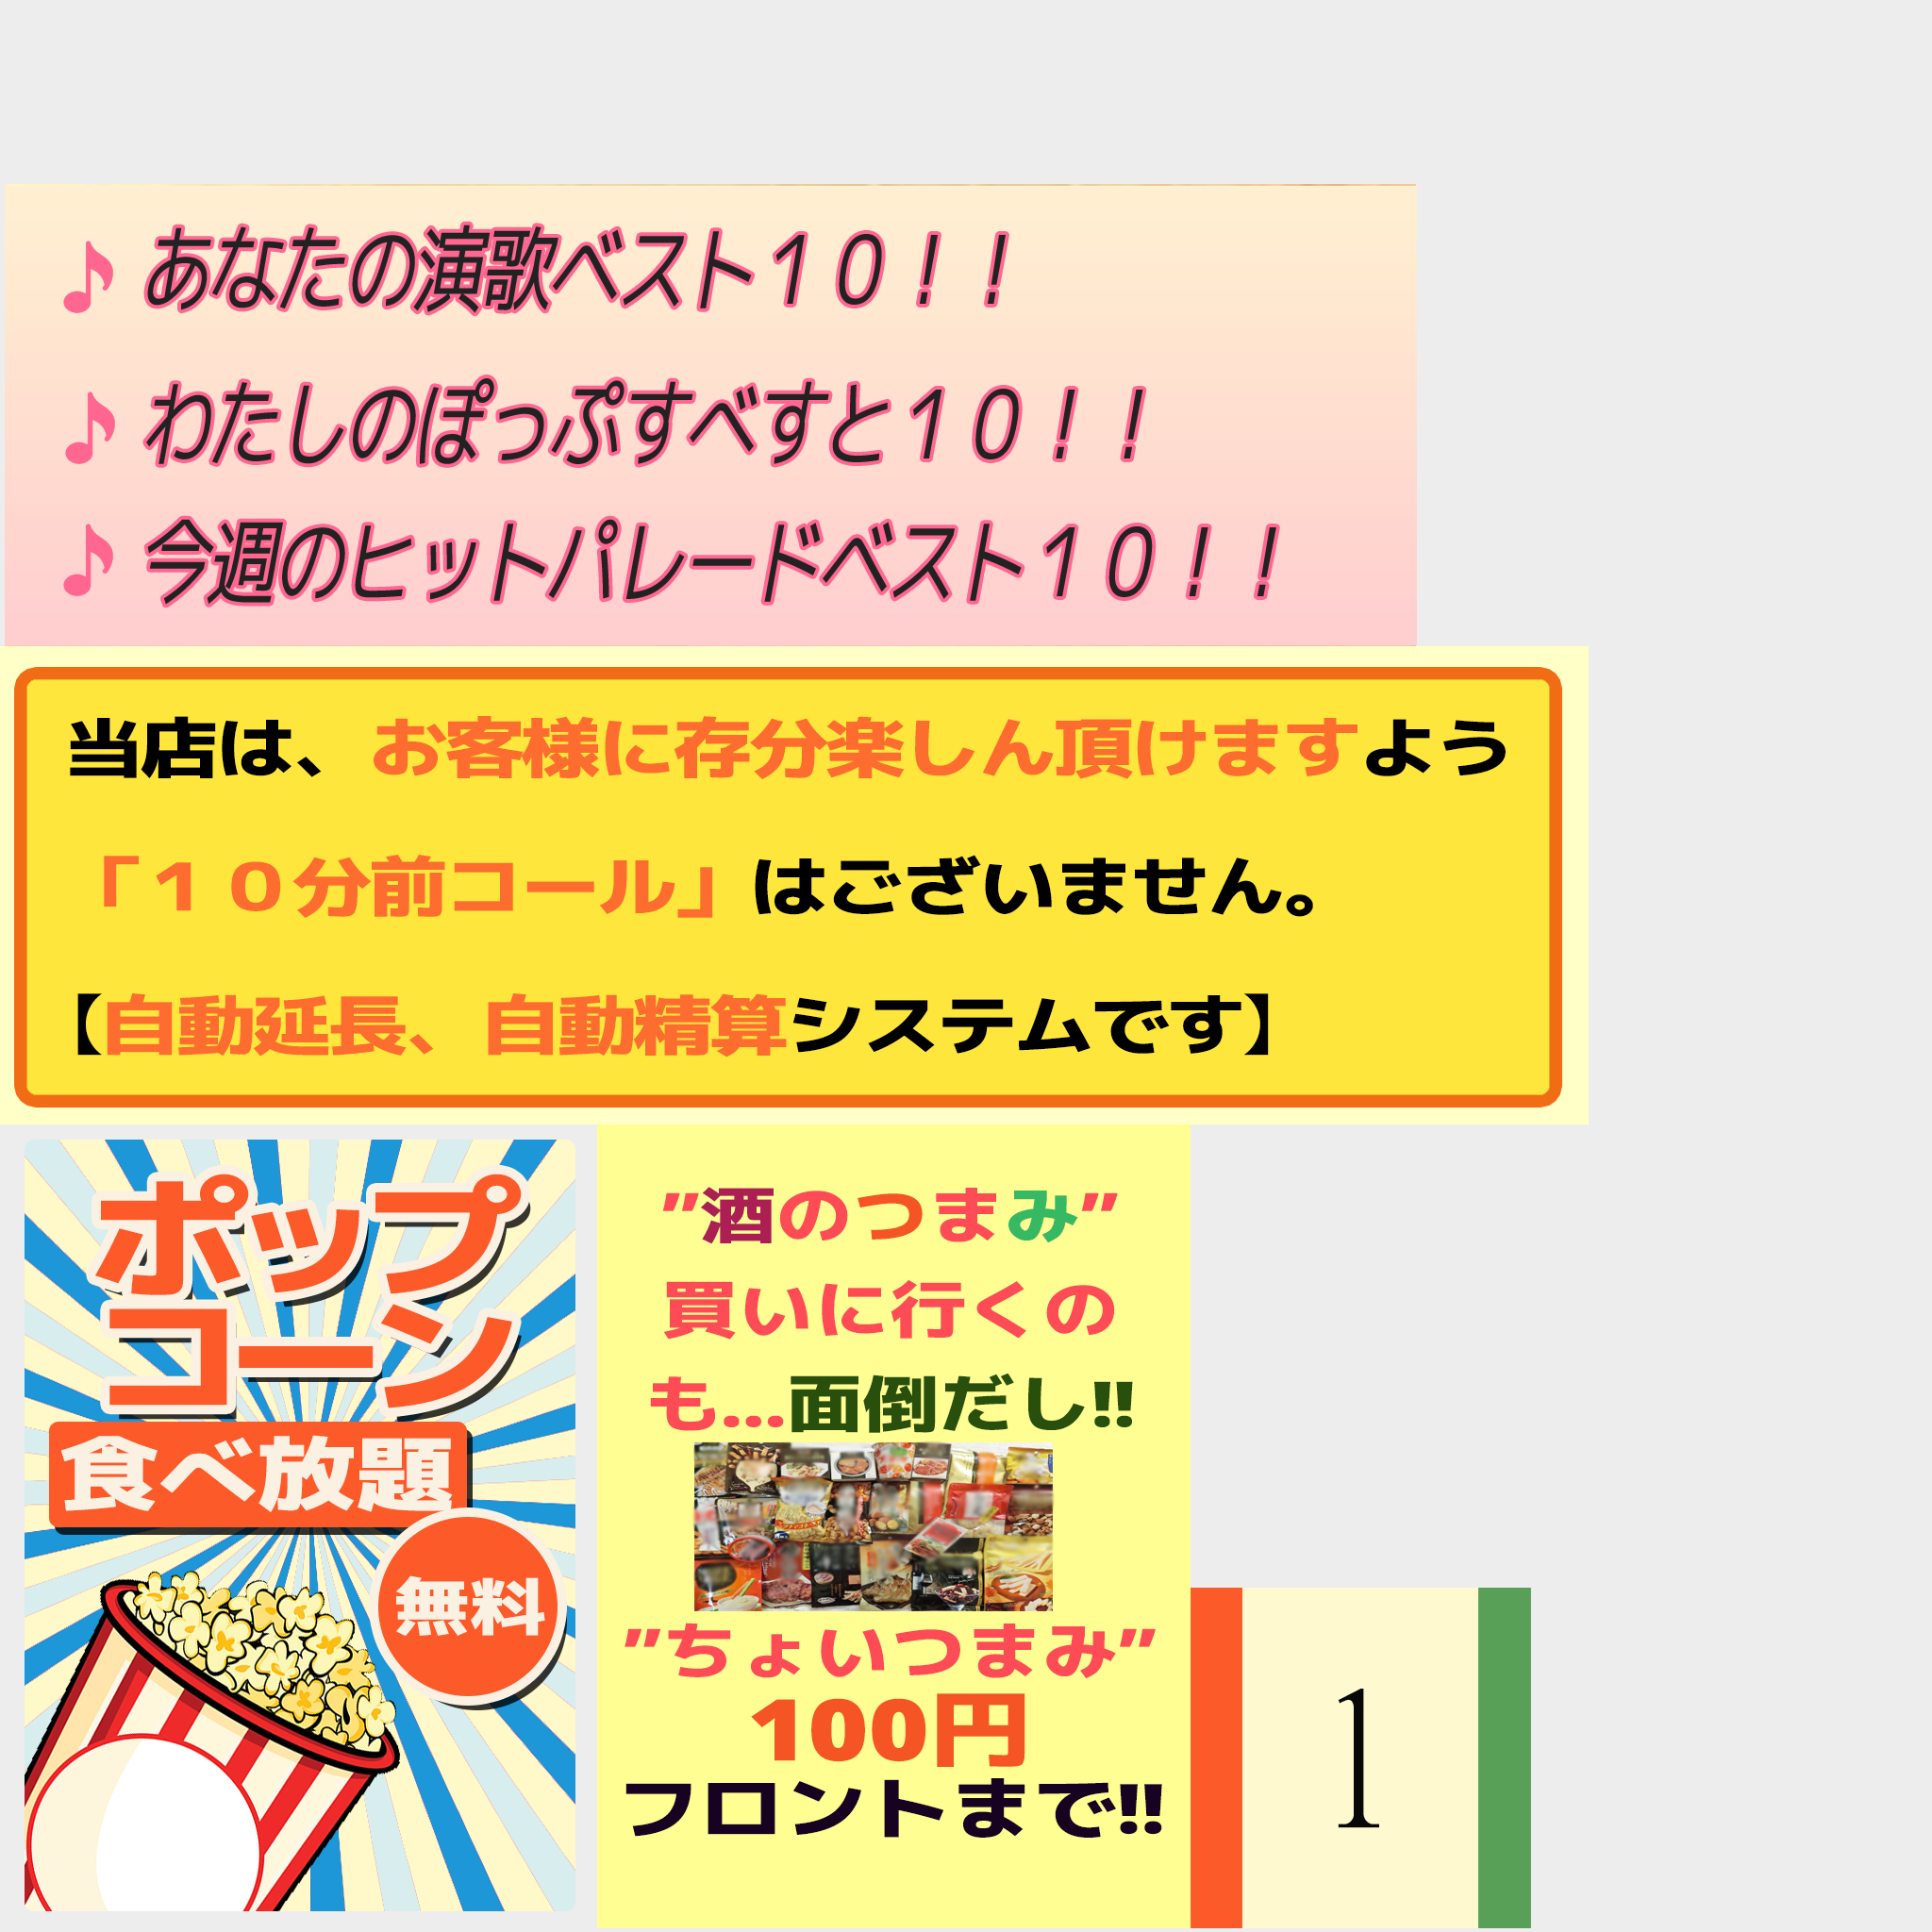 ♪ あなたの演歌ベスト１０！！
♪ わたしのぽっぷすべすと１０！！
♪ 今週のヒットパレードベスト１０！！
当店は、お客様に存分楽しん頂けますよう
「１０分前コール」はございません。
【自動延長、自動精算システムです】
ポップ
コーン
食べ放題
無料
”酒のつまみ”
買いに行くの
も...面倒だし!!
”ちょいつまみ”
100円
フロントまで!!
1